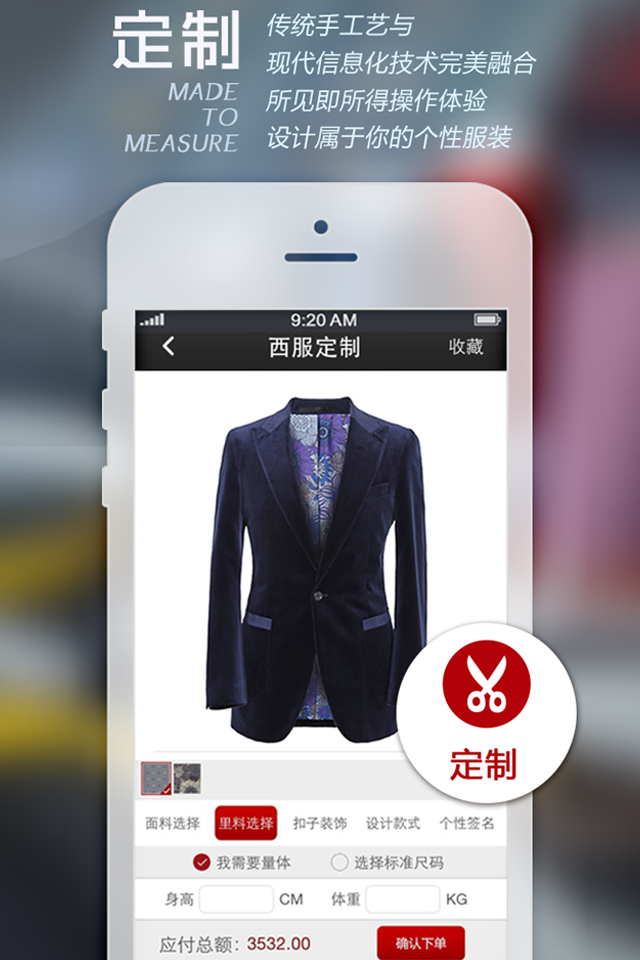 定制
MADE
TO
MEASURE
传统手工艺与
现代信息化技术完美融合
所见即所得操作体验
设计属于你的个性服装
9:20 AM
西服定制
收藏
定制
面料选择 里料选择 扣子装饰 设计款式 个性签名
我需要量体 选择标准尺码
身高 CM 体重 KG
应付总额：3532.00 确认下单